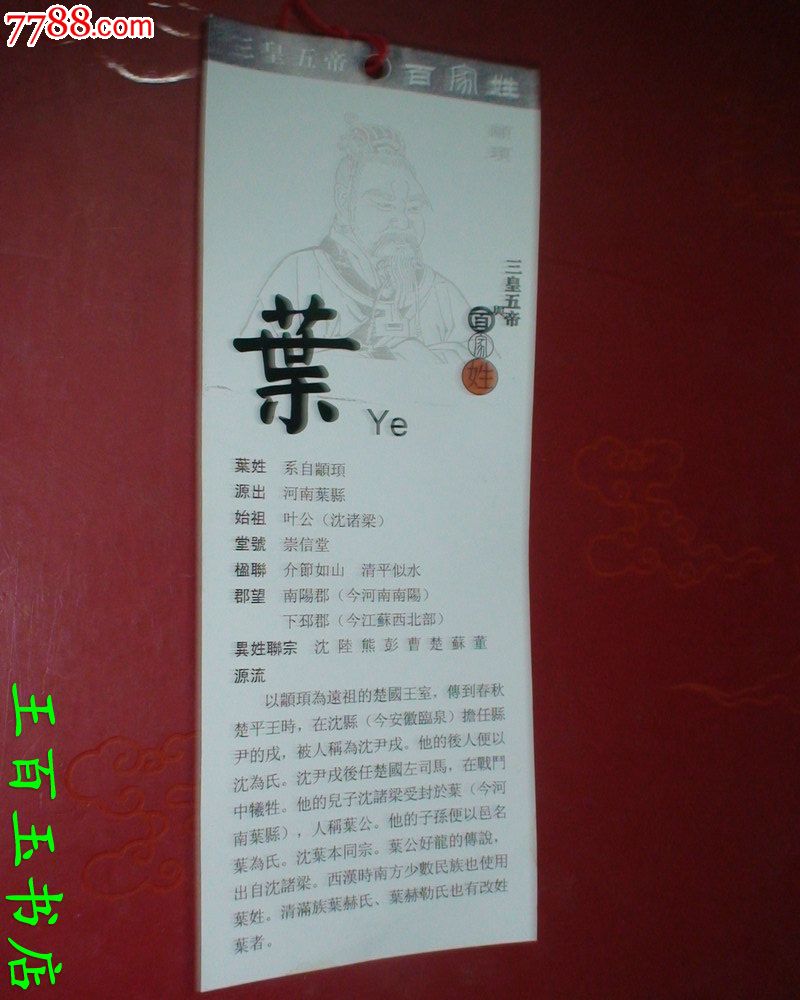 7788.com
三皇五帝 百家姓
顓頊
三皇五帝
與
百家姓
葉
Ye
葉姓 系自顓頊
源出 河南葉縣
始祖 叶公（沈诸梁）
堂號 崇信堂
楹聯 介節如山 清平似水
郡望 南陽郡（今河南南陽）
下邳郡（今江蘇西北部）
異姓聯宗 沈陸熊彭曹楚蘇董
源流
以顓頊為遠祖的楚國王室，傳到春秋
楚平王時，在沈縣（今安徽臨泉）擔任縣
尹的戌，被人稱為沈尹戌。他的後人便以
沈為氏。沈尹戌後任楚國左司馬，在戰鬥
中犧牲。他的兒子沈諸梁受封於葉（今河
南葉縣），人稱葉公。他的子孫便以邑名
葉為氏。沈葉本同宗。葉公好龍的傳說，
出自沈諸梁。西漢時南方少數民族也使用
葉姓。清滿族葉赫氏、葉赫勒氏也有改姓
葉者。
王百玉书店